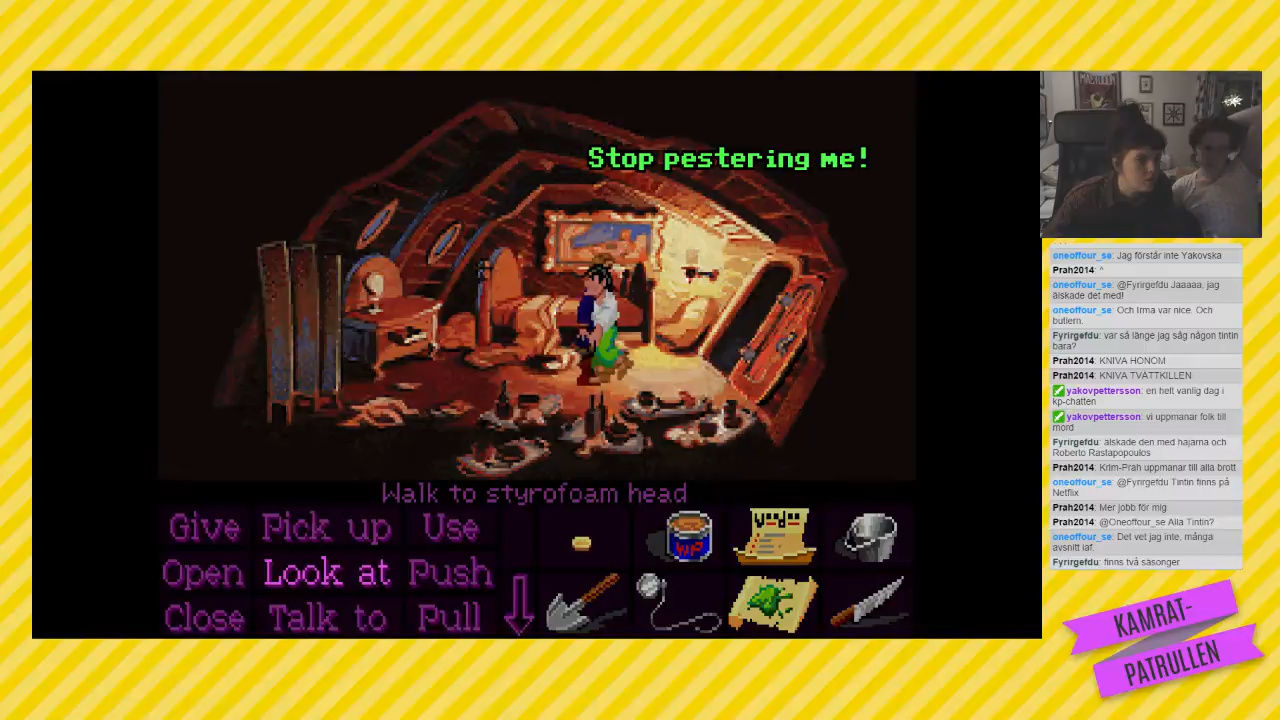 Stop pestering me!
Walk to styrofoam head
Give Pick up Use
Open Look at Push
Close Talk to Pull
WP
Voodoo
oneoffour_se: Jag förstår inte Yakovska
Prah2014: ^
oneoffour_se: @Fyrirgefdu Jaaaaa, jag
älskade det med!
oneoffour_se: Och Irma var nice. Och
butlern.
Fyrirgefdu: var så länge jag såg någon tintin
bara?
Prah2014: KNIVA HONOM
Prah2014: KNIVA TVÄTTKILLEN
yakovpettersson: en helt vanlig dag i
kp-chatten
yakovpettersson: vi uppmanar folk till
mord
Fyrirgefdu: älskade den med hajarna och
Roberto Rastapopoulos
Prah2014: Krim-Prah uppmanar till alla brott
oneoffour_se: @Fyrirgefdu Tintin finns på
Netflix
Prah2014: Mer jobb för mig
Prah2014: @Oneoffour_se Alla Tintin?
oneoffour_se: Det vet jag inte, många
avsnitt iaf.
Fyrirgefdu: finns två säsonger
KAMRAT-
PATRULLEN